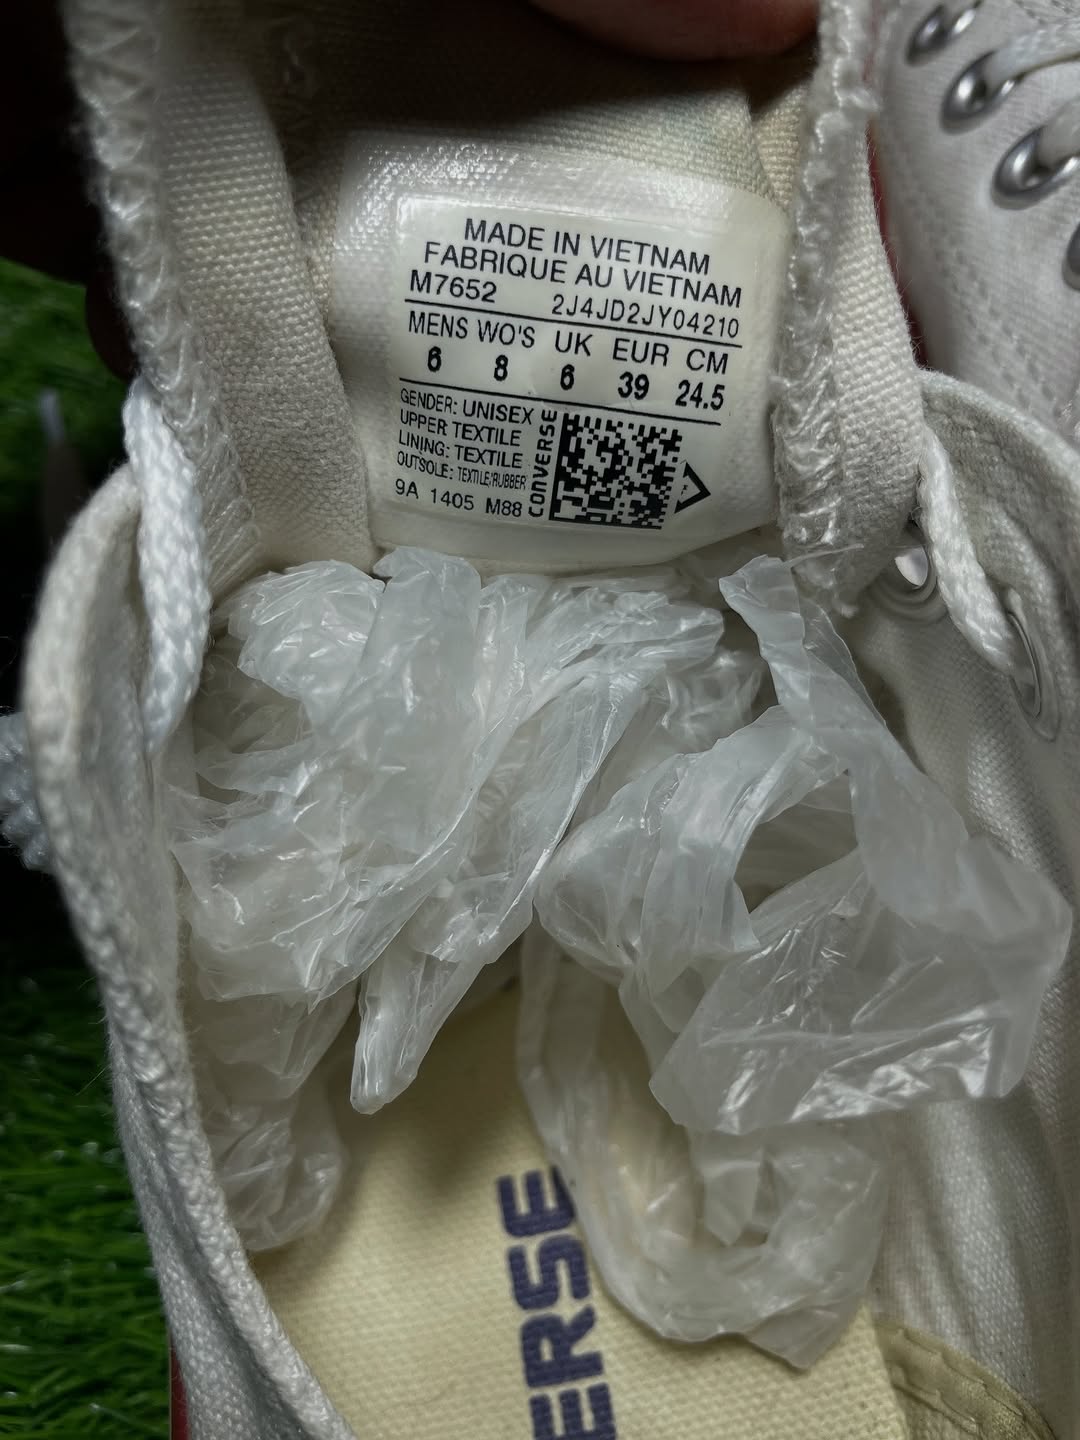 MADE IN VIETNAM
FABRIQUE AU VIETNAM
M7652 2J4JD2JY04210
MENS WO'S UK EUR CM
6 8 6 39 24.5
GENDER: UNISEX
UPPER TEXTILE
LINING: TEXTILE
OUTSOLE: TEXTILE/RUBBER
9A 1405 M88
CONVERSE
ERSE